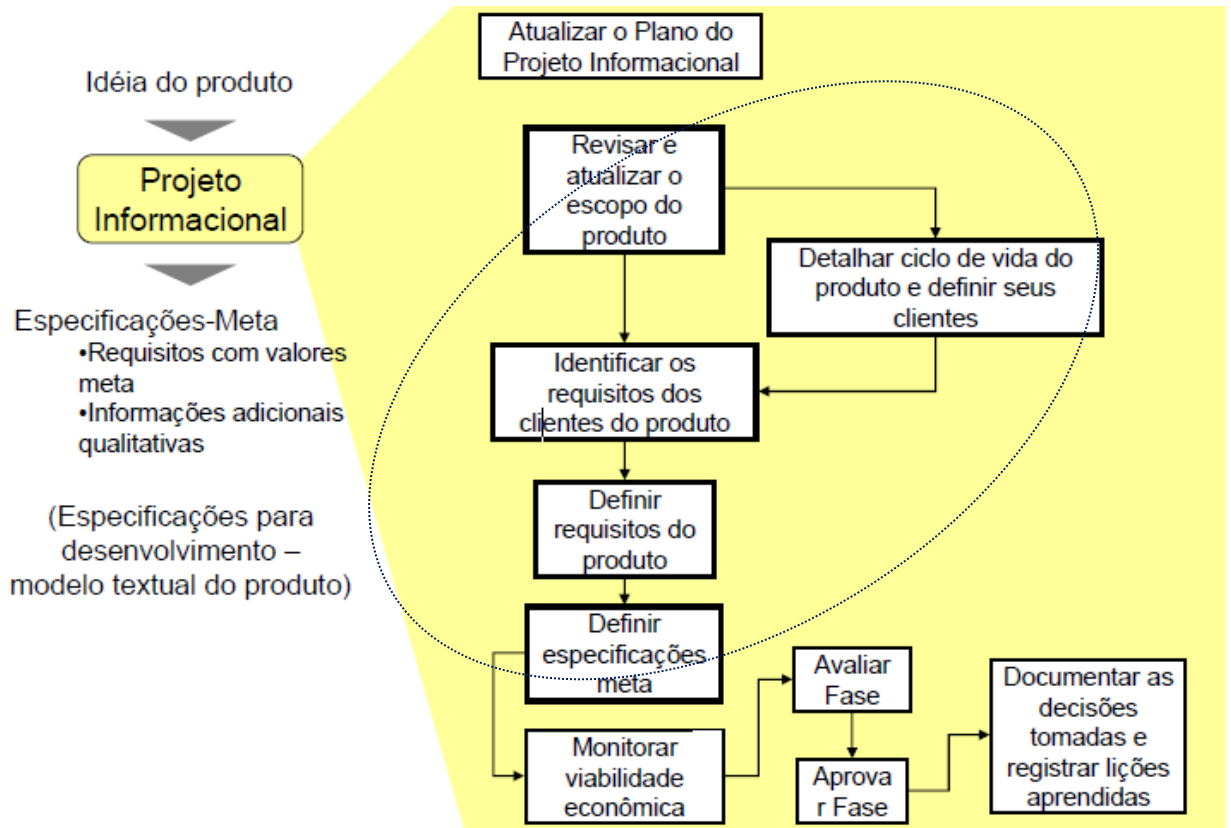 Idéia do produto
Projeto
Informacional
Especificações-Meta
•Requisitos com valores
meta
•Informações adicionais
qualitativas
(Especificações para
desenvolvimento –
modelo textual do produto)
Atualizar o Plano do
Projeto Informacional
Revisar e
atualizar o
escopo do
produto
Detalhar ciclo de vida do
produto e definir seus
clientes
Identificar os
requisitos dos
clientes do produto
Definir
requisitos do
produto
Definir
especificações
meta
Monitorar
viabilidade
econômica
Avaliar
Fase
Aprova
r Fase
Documentar as
decisões
tomadas e
registrar lições
aprendidas